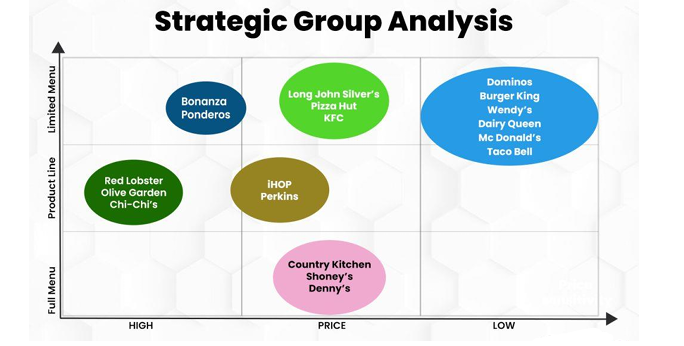 Strategic Group Analysis
Limited Menu
Bonanza
Ponderos
Long John Silver's
Pizza Hut
KFC
Dominos
Burger King
Wendy's
Dairy Queen
Mc Donald's
Taco Bell
Product Line
Red Lobster
Olive Garden
Chi-Chi's
iHOP
Perkins
Full Menu
Country Kitchen
Shoney's
Denny's
HIGH
PRICE
LOW